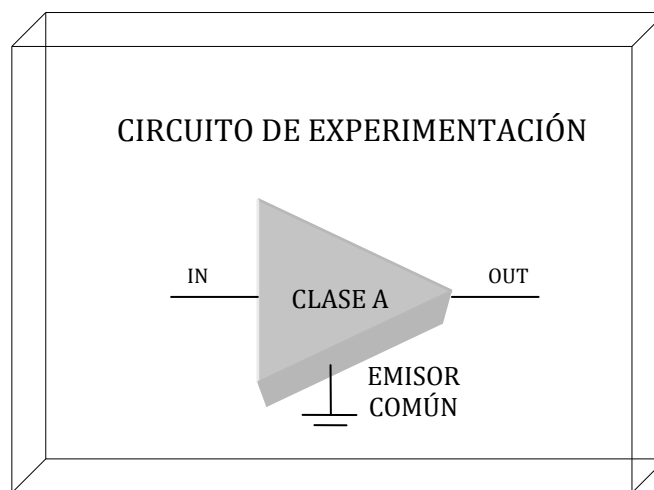 CIRCUITO DE EXPERIMENTACIÓN
IN
OUT
CLASE A
EMISOR
COMÚN